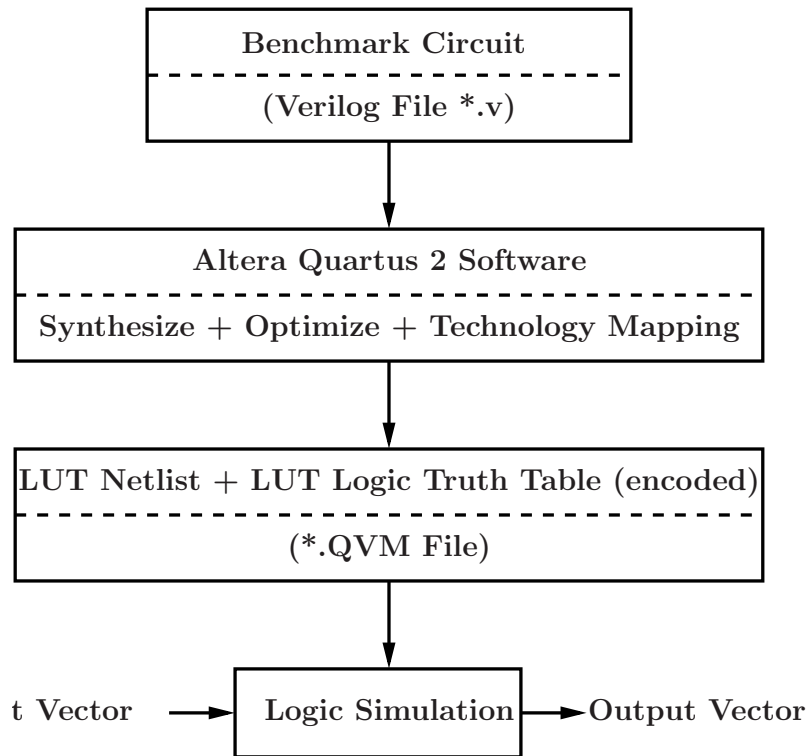 Benchmark Circuit
(Verilog File *.v)
Altera Quartus 2 Software
Synthesize + Optimize + Technology Mapping
LUT Netlist + LUT Logic Truth Table (encoded)
(*.QVM File)
t Vector
Logic Simulation
Output Vector